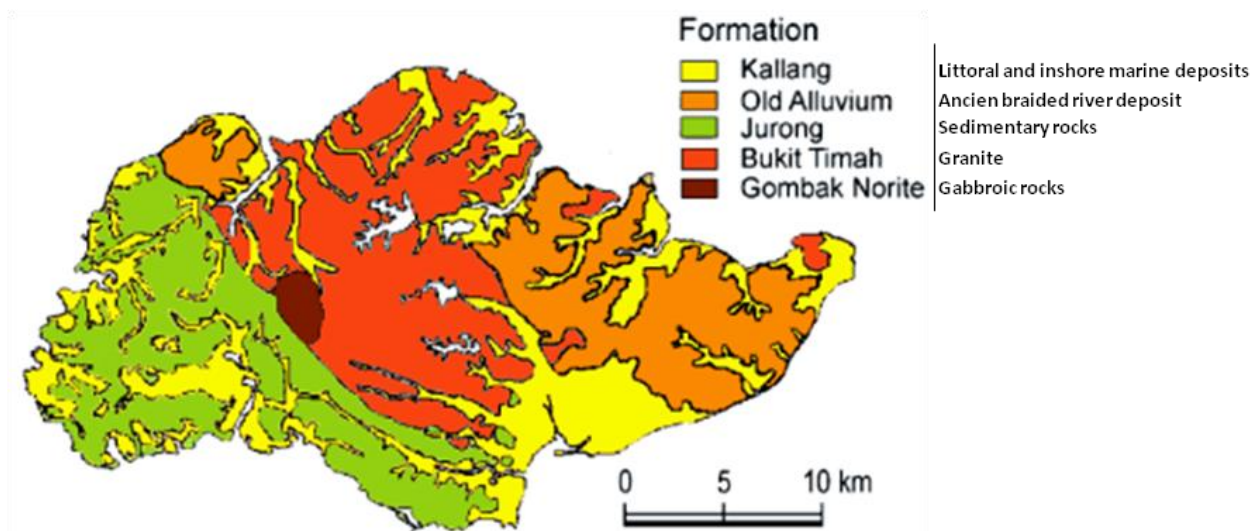 Formation
Kallang
Old Alluvium
Jurong
Bukit Timah
Gombak Norite
Littoral and inshore marine deposits
Ancien braided river deposit
Sedimentary rocks
Granite
Gabbroic rocks
0 5 10 km